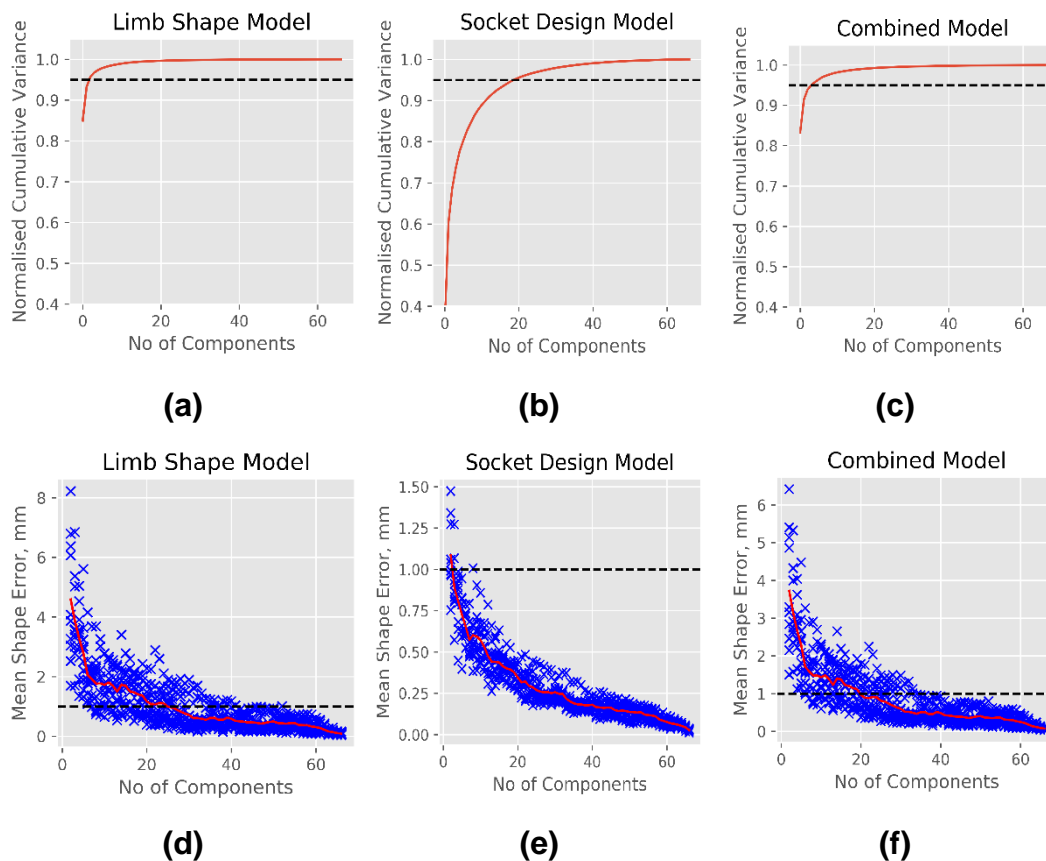 Limb Shape Model
Normalised Cumulative Variance
1.0
0.9
0.8
0.7
0.6
0.5
0.4
0
20
40
60
No of Components
(a)
Socket Design Model
Normalised Cumulative Variance
1.0
0.9
0.8
0.7
0.6
0.5
0.4
0
20
40
60
No of Components
(b)
Combined Model
Normalised Cumulative Variance
1.0
0.9
0.8
0.7
0.6
0.5
0.4
0
20
40
60
No of Components
(c)
Limb Shape Model
Mean Shape Error, mm
8
6
4
2
0
0
20
40
60
No of Components
(d)
Socket Design Model
Mean Shape Error, mm
1.50
1.25
1.00
0.75
0.50
0.25
0.00
0
20
40
60
No of Components
(e)
Combined Model
Mean Shape Error, mm
6
5
4
3
2
1
0
0
20
40
60
No of Components
(f)